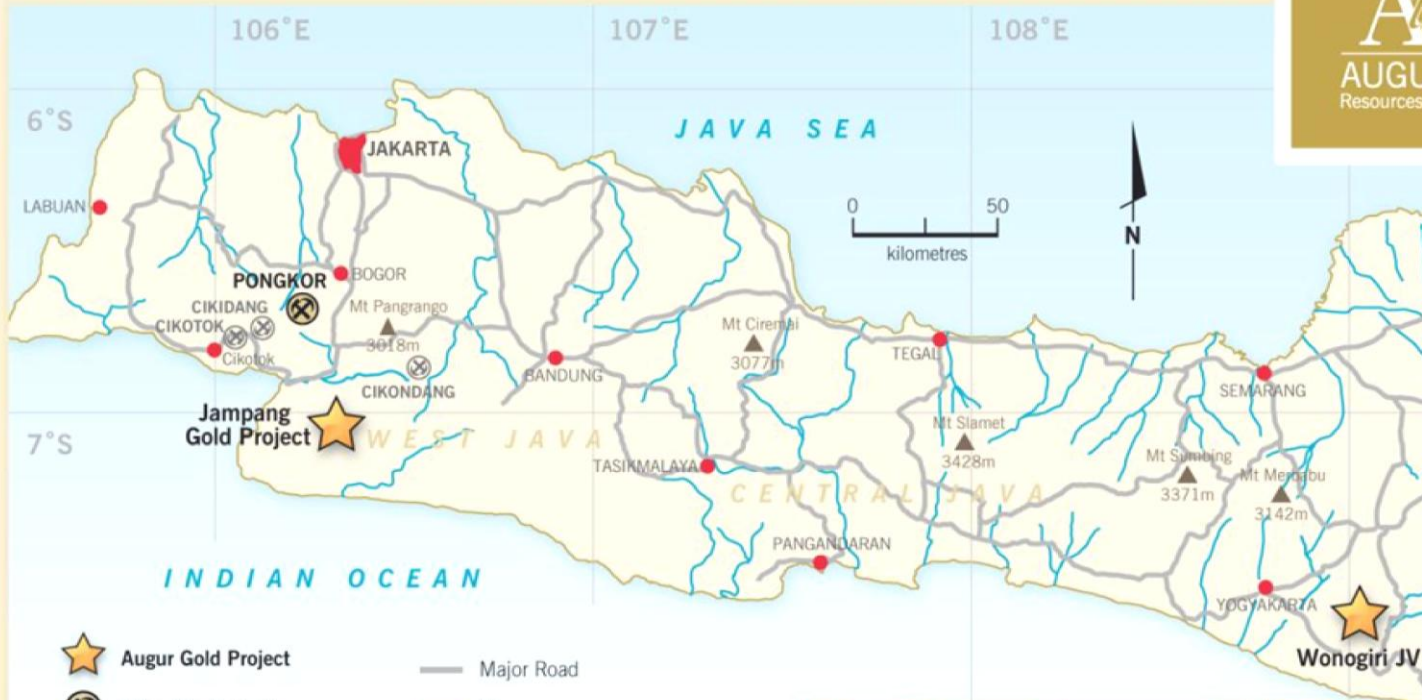 106°E
107°E
108°E
AUGU
Resources
6°S
JAVA SEA
JAKARTA
LABUAN
0 50
kilometres
N
PONGKOR
BOGOR
CIKIDANG
Mt Pangrango
3018m
CIKOTOK
Cikotok
CIKONDANG
BANDUNG
Mt Ciremai
3077m
TEGAL
SEMARANG
Jampang
Gold Project
7°S
WEST JAVA
Mt Slamet
3428m
TASIKMALAYA
CENTRAL JAVA
Mt Sumbing
3371m
Mt Merbabu
3142m
PANGANDARAN
INDIAN OCEAN
YOGYAKARTA
Wonogiri JV
Augur Gold Project
Major Road